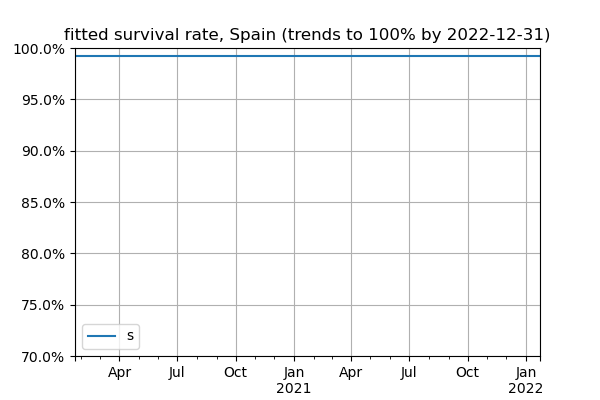 fitted survival rate, Spain (trends to 100% by 2022-12-31)
100.0%
95.0%
90.0%
85.0%
80.0%
75.0%
70.0%
s
Apr Jul Oct Jan Apr Jul Oct Jan
2021 2022